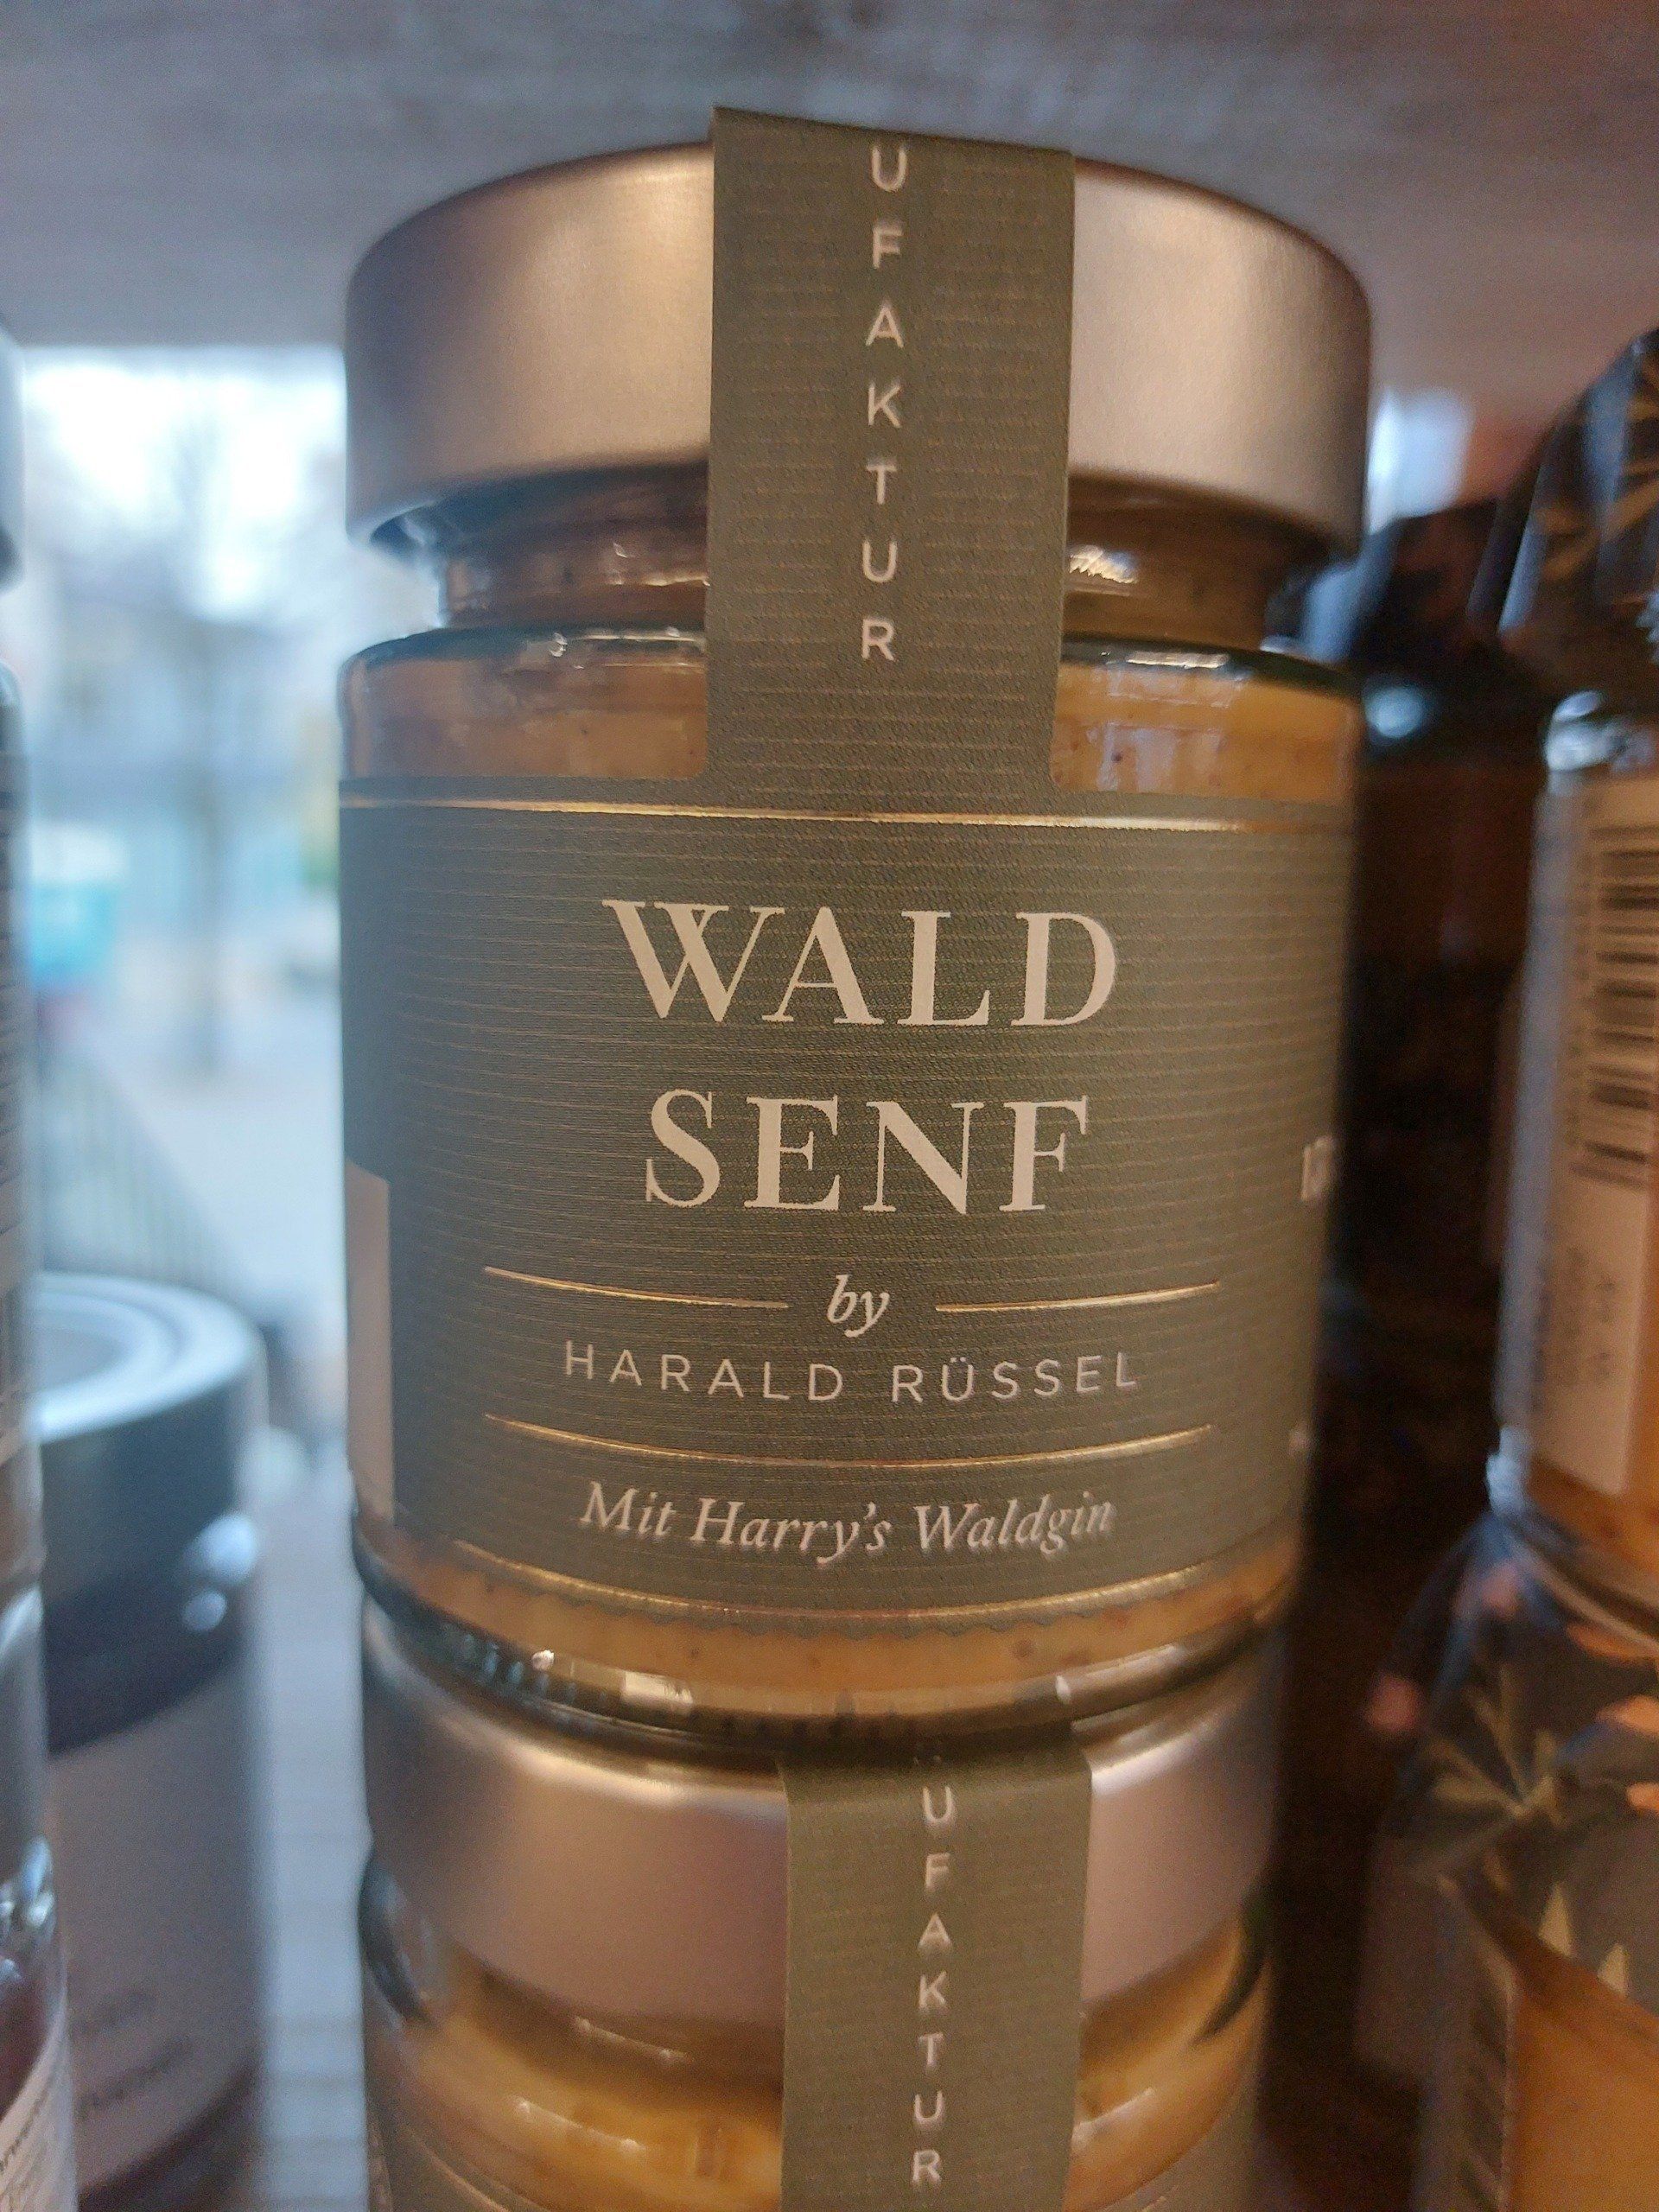 UFAKTUR
WALD
SENF
by
HARALD RÜSSEL
Mit Harry's Waldgin
UFAKTUR